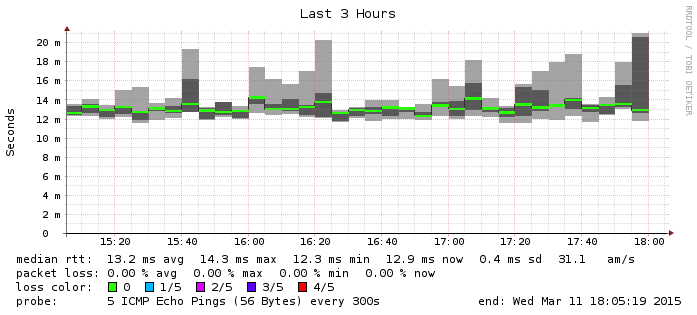 Last 3 Hours
RRDTOOL / TOBI OETIKER
Seconds
20 m
18 m
16 m
14 m
12 m
10 m
8 m
6 m
4 m
2 m
0
15:20 15:40 16:00 16:20 16:40 17:00 17:20 17:40 18:00
median rtt: 13.2 ms avg 14.3 ms max 12.3 ms min 12.9 ms now 0.4 ms sd 31.1 am/s
packet loss: 0.00 % avg 0.00 % max 0.00 % min 0.00 % now
loss color: 0 1/5 2/5 3/5 4/5
probe: 5 ICMP Echo Pings (56 Bytes) every 300s end: Wed Mar 11 18:05:19 2015